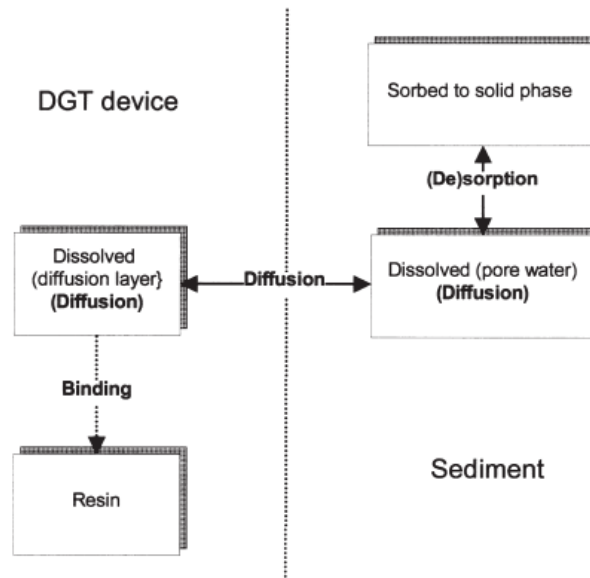 DGT device
Sorbed to solid phase
(De)sorption
Dissolved
(diffusion layer}
(Diffusion)
Diffusion
Dissolved (pore water)
(Diffusion)
Binding
Resin
Sediment